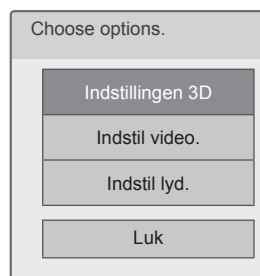 Choose options.
Indstillingen 3D
Indstil video.
Indstil lyd.
Luk